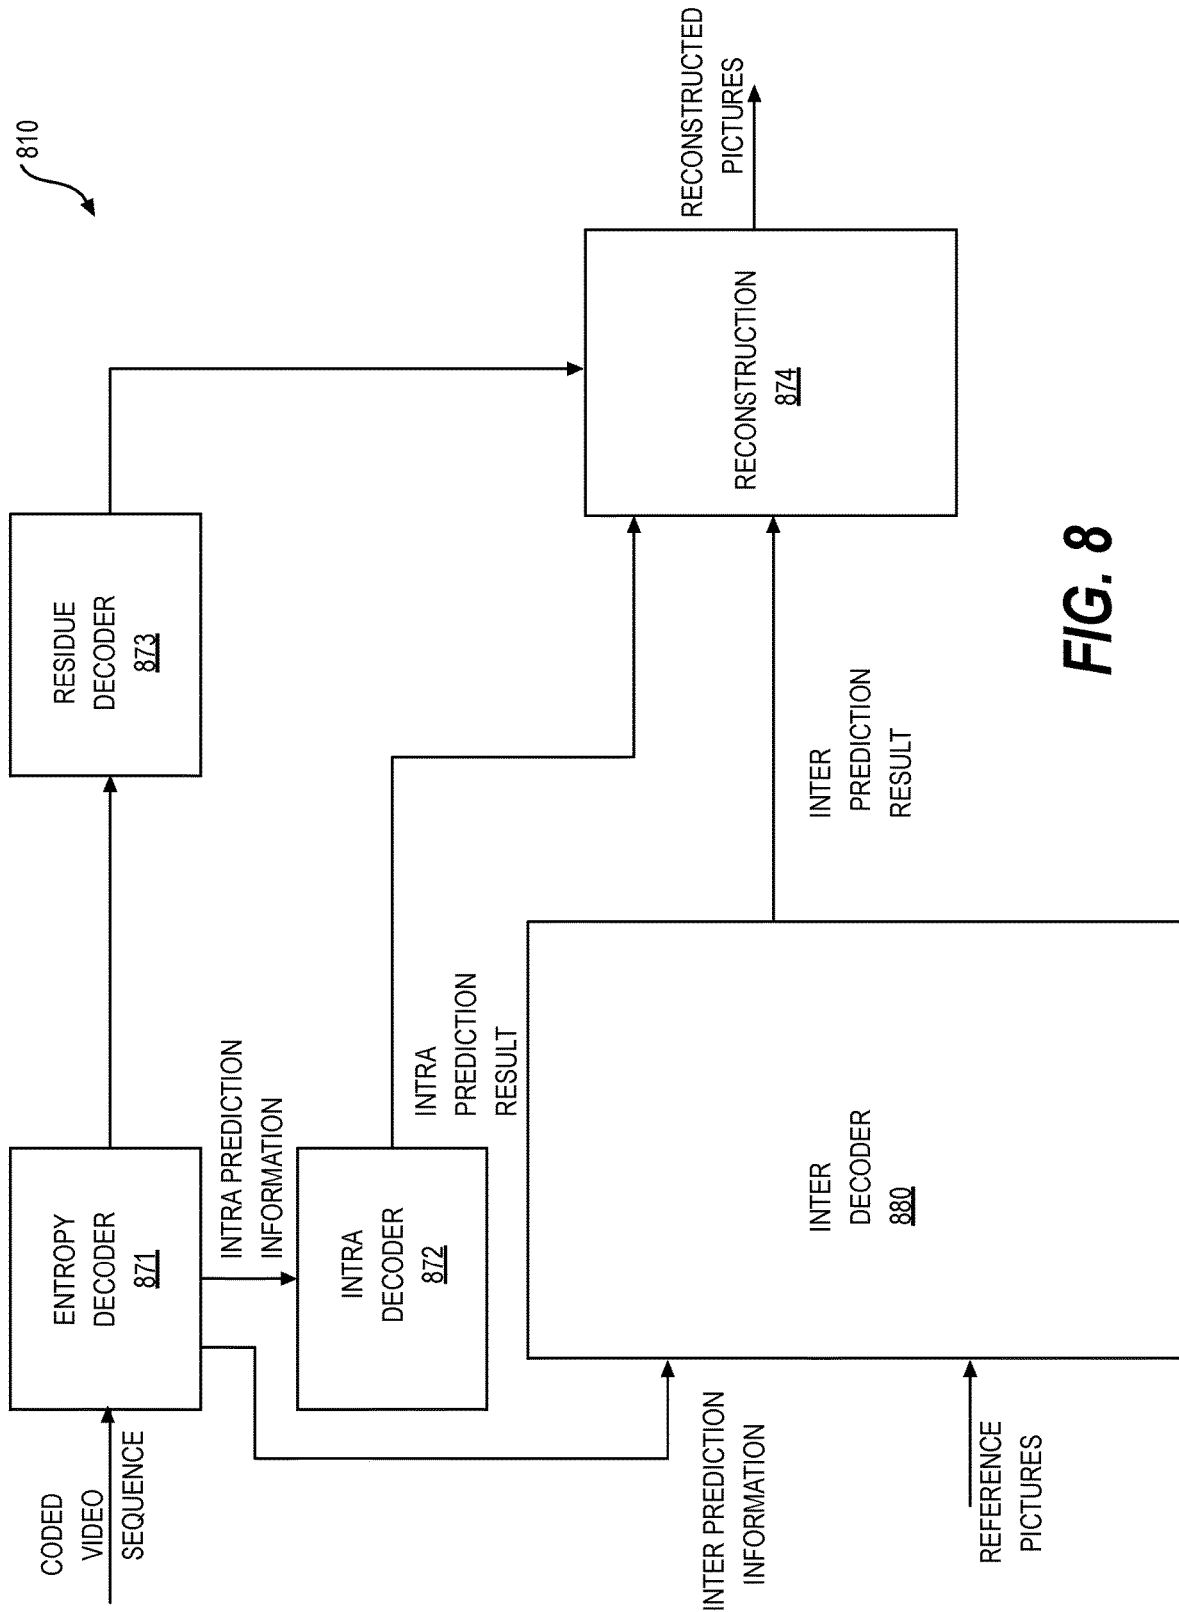 810
CODED
VIDEO
SEQUENCE
ENTROPY
DECODER
871
RESIDUE
DECODER
873
INTRA PREDICTION
INFORMATION
INTRA
DECODER
872
INTRA
PREDICTION
RESULT
RECONSTRUCTION
874
RECONSTRUCTED
PICTURES
INTER PREDICTION
INFORMATION
REFERENCE
PICTURES
INTER
DECODER
880
INTER
PREDICTION
RESULT
FIG. 8